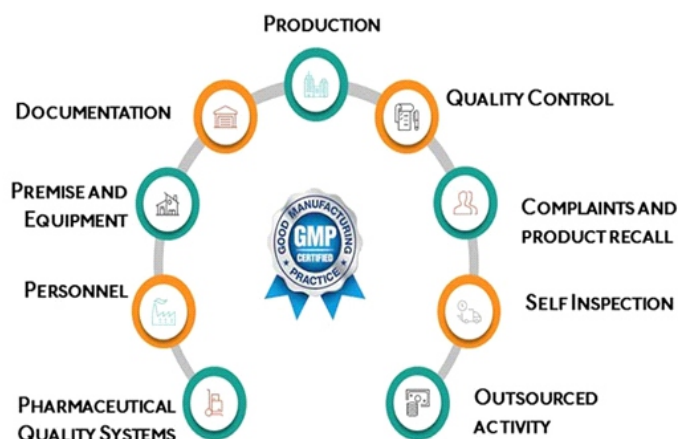 PRODUCTION
DOCUMENTATION
QUALITY CONTROL
PREMISE AND
EQUIPMENT
GOOD MANUFACTURING
GMP
CERTIFIED
PRACTICE
COMPLAINTS AND
PRODUCT RECALL
PERSONNEL
SELF INSPECTION
PHARMACEUTICAL
QUALITY SYSTEMS
OUTSOURCED
ACTIVITY